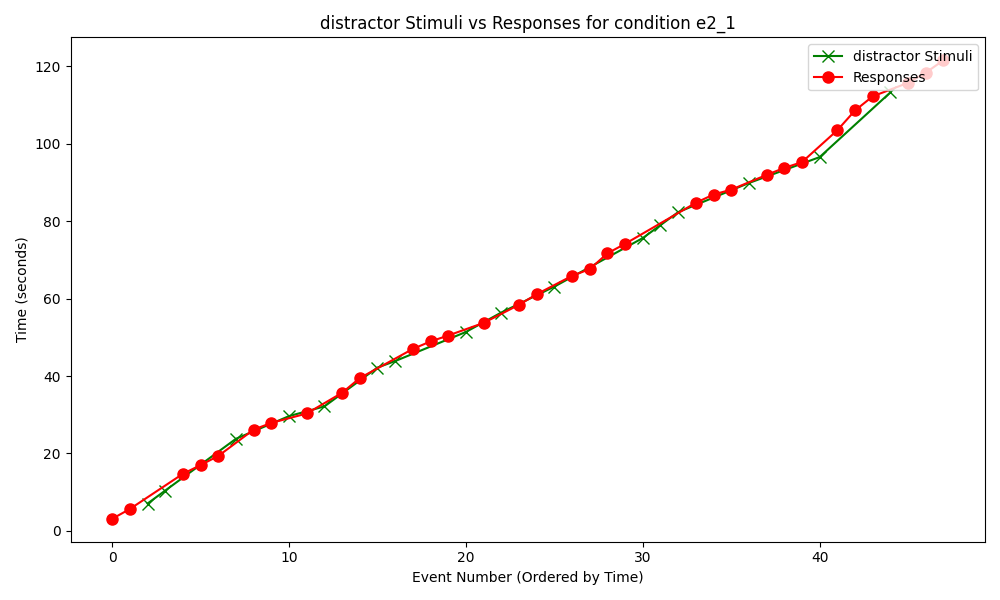 distractor Stimuli vs Responses for condition e2_1
distractor Stimuli
Responses
Time (seconds)
120
100
80
60
40
20
0
0 10 20 30 40
Event Number (Ordered by Time)